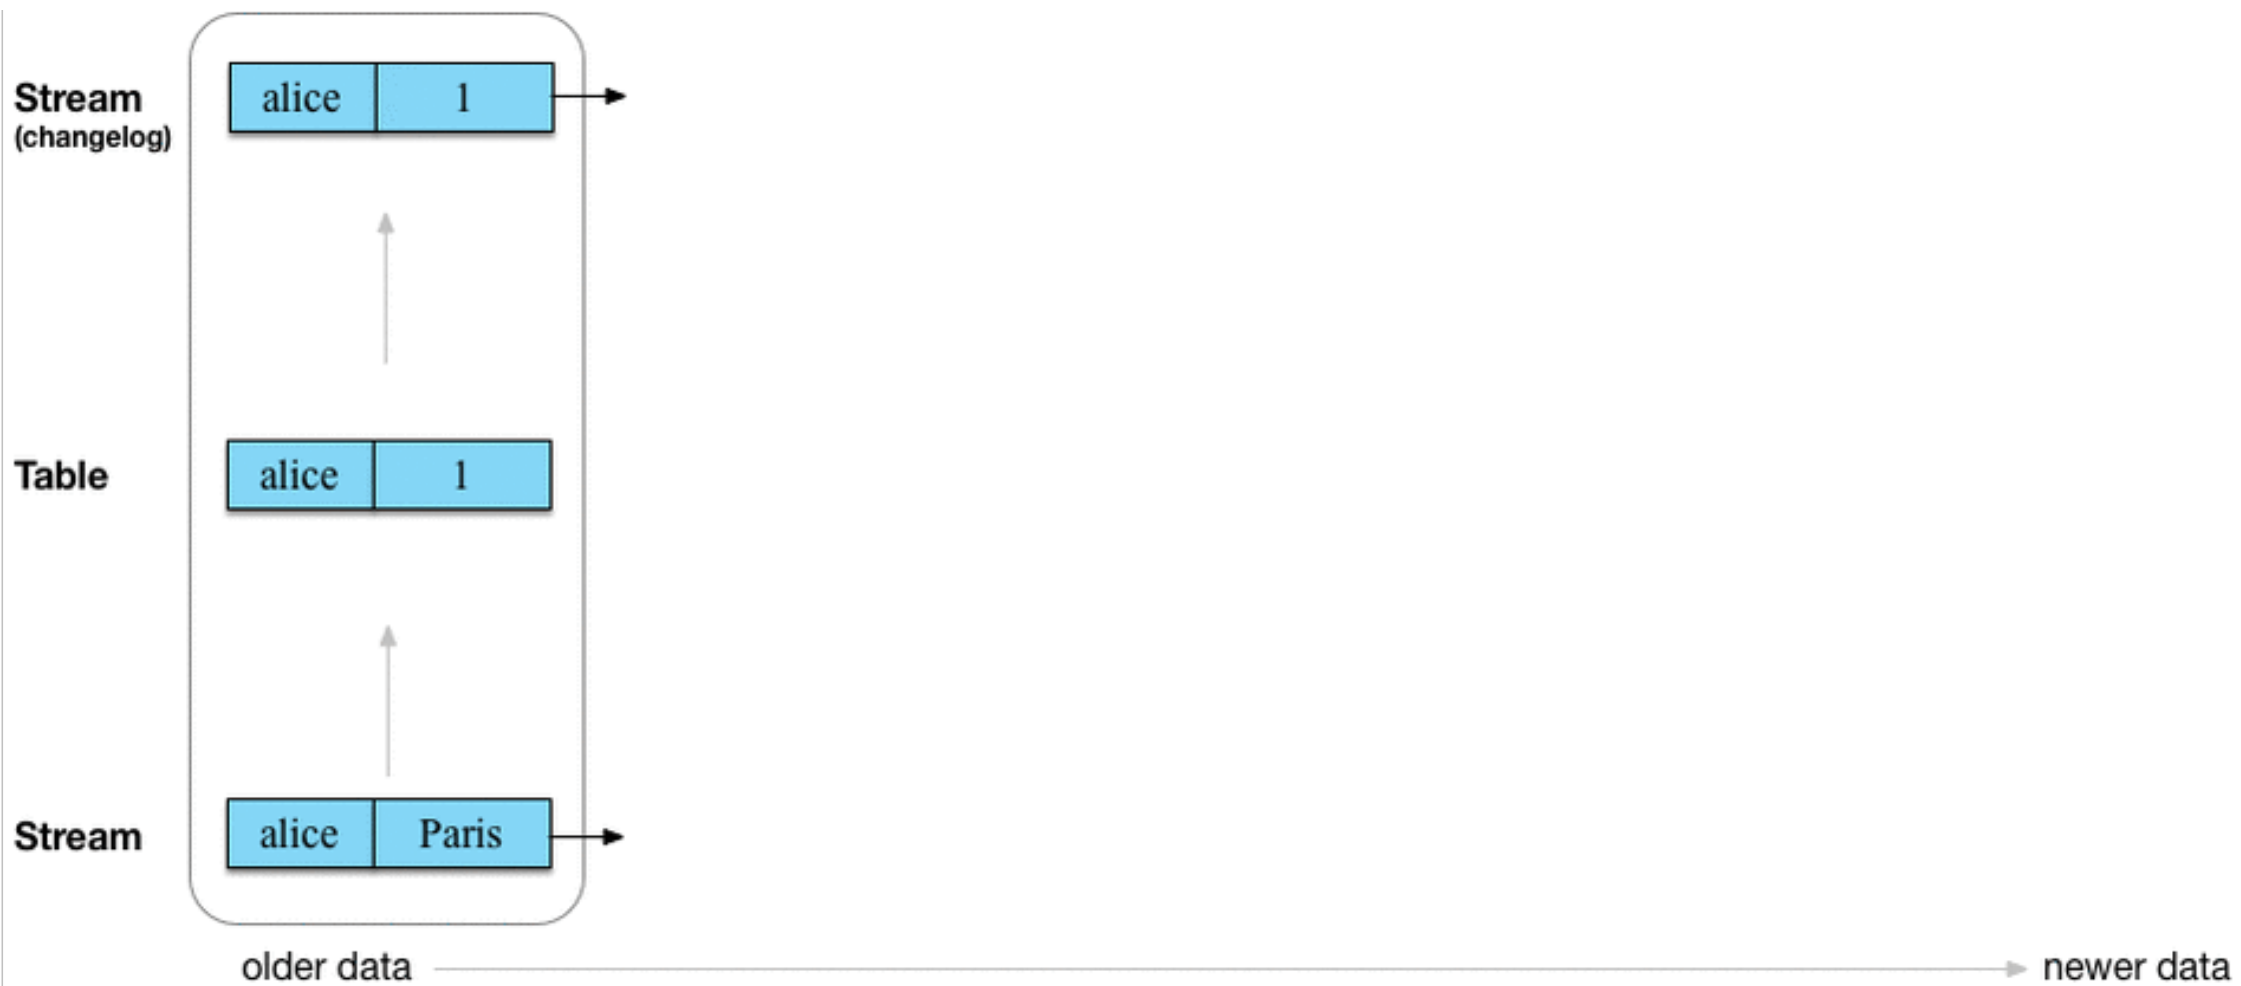 Stream
(changelog)
alice 1
Table
alice 1
Stream
alice Paris
older data newer data